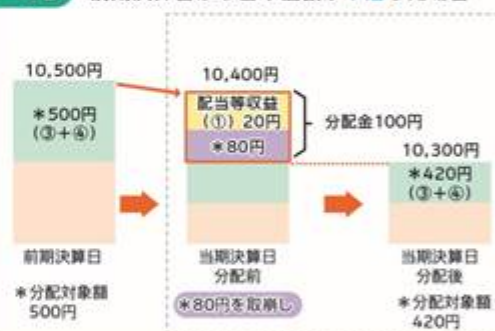 10,500円
10,400円
*500円
(③+④)
配当等収益
(①) 20円
*80円
分配金100円
10,300円
*420円
(③+④)
前期決算日
当期決算日
分配前
当期決算日
分配後
*分配対象額
500円
*80円を取崩し
*分配対象額
420円